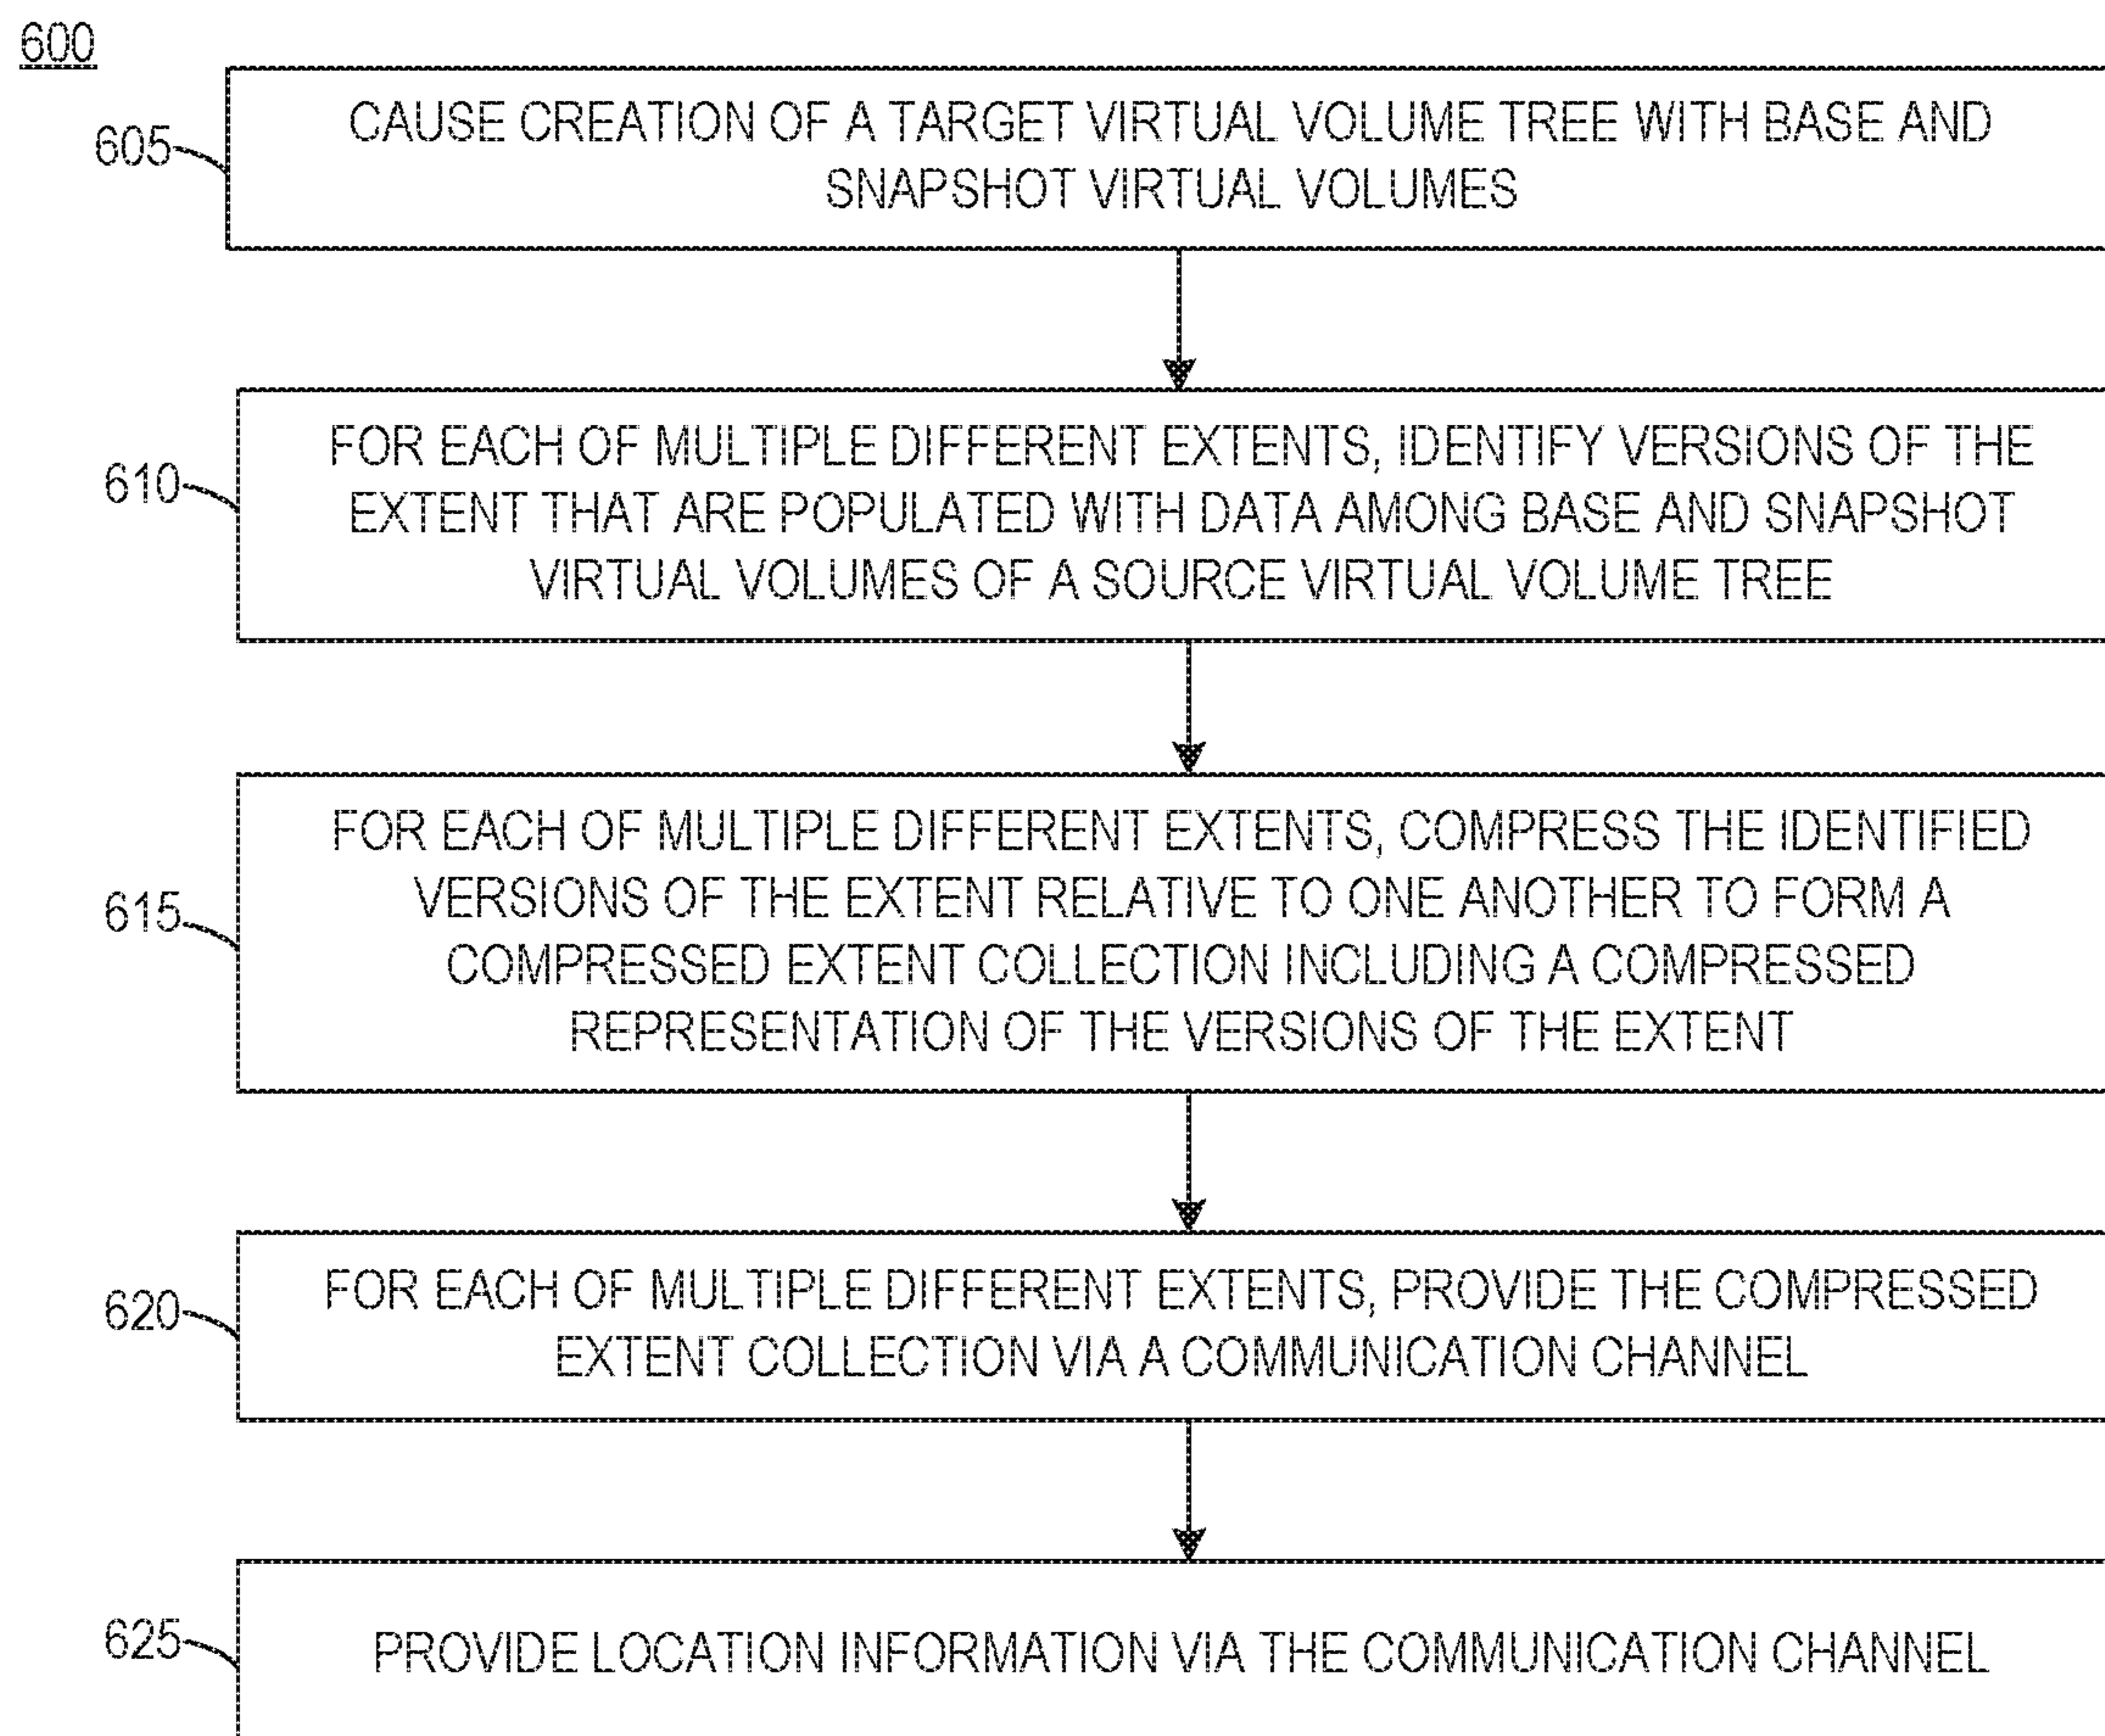 600
605
CAUSE CREATION OF A TARGET VIRTUAL VOLUME TREE WITH BASE AND
SNAPSHOT VIRTUAL VOLUMES
610
FOR EACH OF MULTIPLE DIFFERENT EXTENTS, IDENTIFY VERSIONS OF THE
EXTENT THAT ARE POPULATED WITH DATA AMONG BASE AND SNAPSHOT
VIRTUAL VOLUMES OF A SOURCE VIRTUAL VOLUME TREE
615
FOR EACH OF MULTIPLE DIFFERENT EXTENTS, COMPRESS THE IDENTIFIED
VERSIONS OF THE EXTENT RELATIVE TO ONE ANOTHER TO FORM A
COMPRESSED EXTENT COLLECTION INCLUDING A COMPRESSED
REPRESENTATION OF THE VERSIONS OF THE EXTENT
620
FOR EACH OF MULTIPLE DIFFERENT EXTENTS, PROVIDE THE COMPRESSED
EXTENT COLLECTION VIA A COMMUNICATION CHANNEL
625
PROVIDE LOCATION INFORMATION VIA THE COMMUNICATION CHANNEL